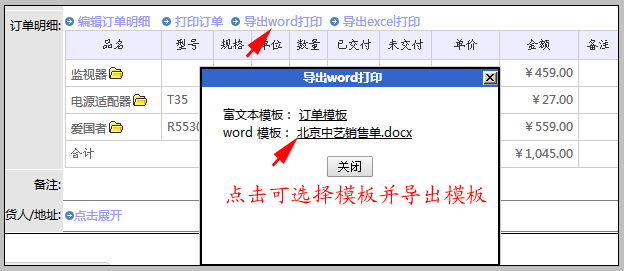 订单明细: 编辑订单明细 打印订单 导出word打印 导出excel打印
品名 型号 规格 单位 数量 已交付 未交付 单价 金额 备注
导出word打印
监视器 ￥459.00
富文本模板： 订单模板
电源适配器 T35 ￥27.00
word 模板： 北京中艺销售单.docx
爱国者 R5530 ￥559.00
合计 ￥1,045.00
关闭
备注:
点击可选择模板并导出模板
货人/地址: 点击展开